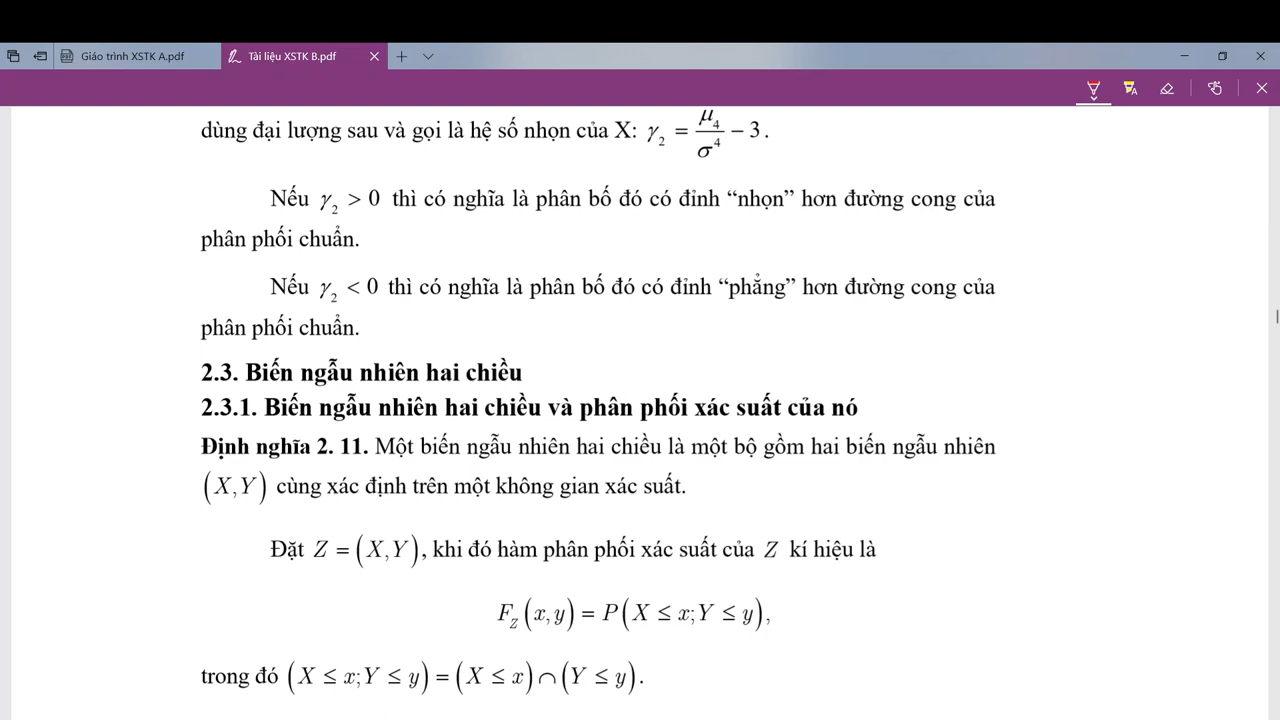 Giáo trình XSTK A.pdf
Tài liệu XSTK B.pdf
dùng đại lượng sau và gọi là hệ số nhọn của X: γ₂ = μ₄/σ⁴ − 3.
Nếu γ₂ > 0 thì có nghĩa là phân bố đó có đỉnh “nhọn” hơn đường cong của
phân phối chuẩn.
Nếu γ₂ < 0 thì có nghĩa là phân bố đó có đỉnh “phẳng” hơn đường cong của
phân phối chuẩn.
2.3. Biến ngẫu nhiên hai chiều
2.3.1. Biến ngẫu nhiên hai chiều và phân phối xác suất của nó
Định nghĩa 2. 11. Một biến ngẫu nhiên hai chiều là một bộ gồm hai biến ngẫu nhiên
(X,Y) cùng xác định trên một không gian xác suất.
Đặt Z = (X,Y), khi đó hàm phân phối xác suất của Z kí hiệu là
F_Z(x,y) = P(X ≤ x;Y ≤ y),
trong đó (X ≤ x;Y ≤ y) = (X ≤ x)∩(Y ≤ y).